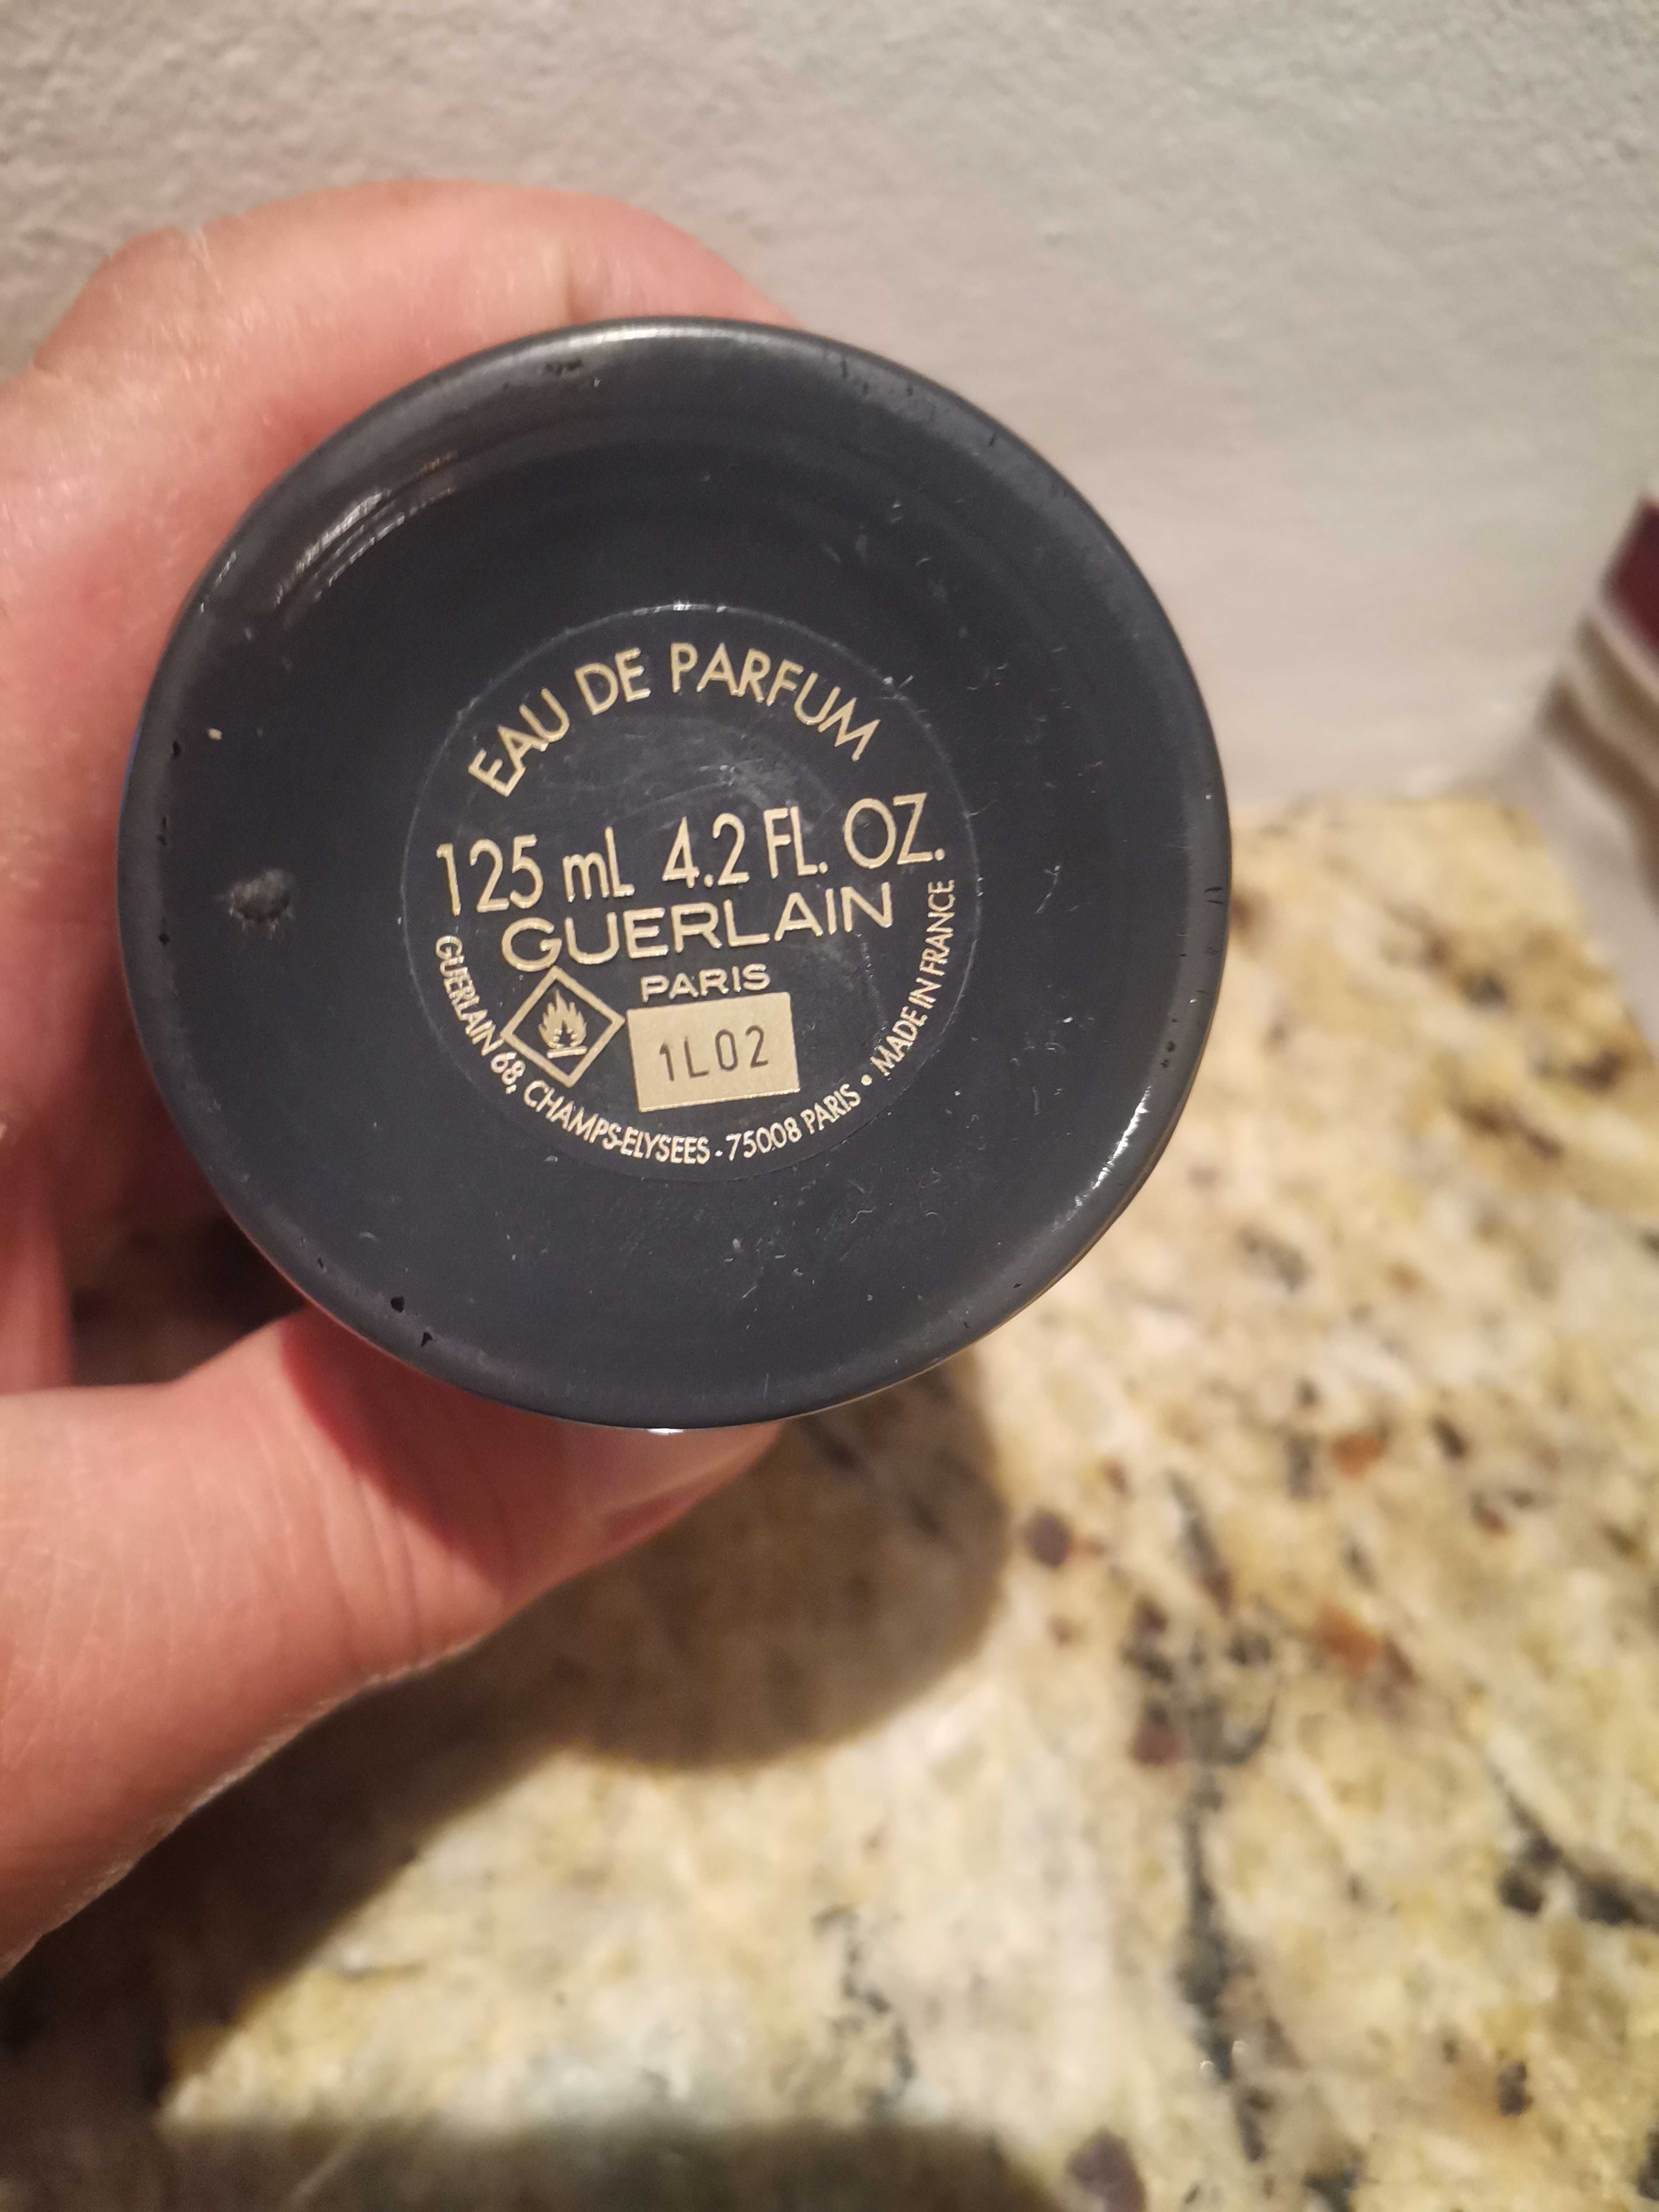 EAU DE PARFUM
125 mL 4.2 FL. OZ.
GUERLAIN
PARIS
1L02
GUERLAIN 68, CHAMPS-ELYSEES - 75008 PARIS • MADE IN FRANCE